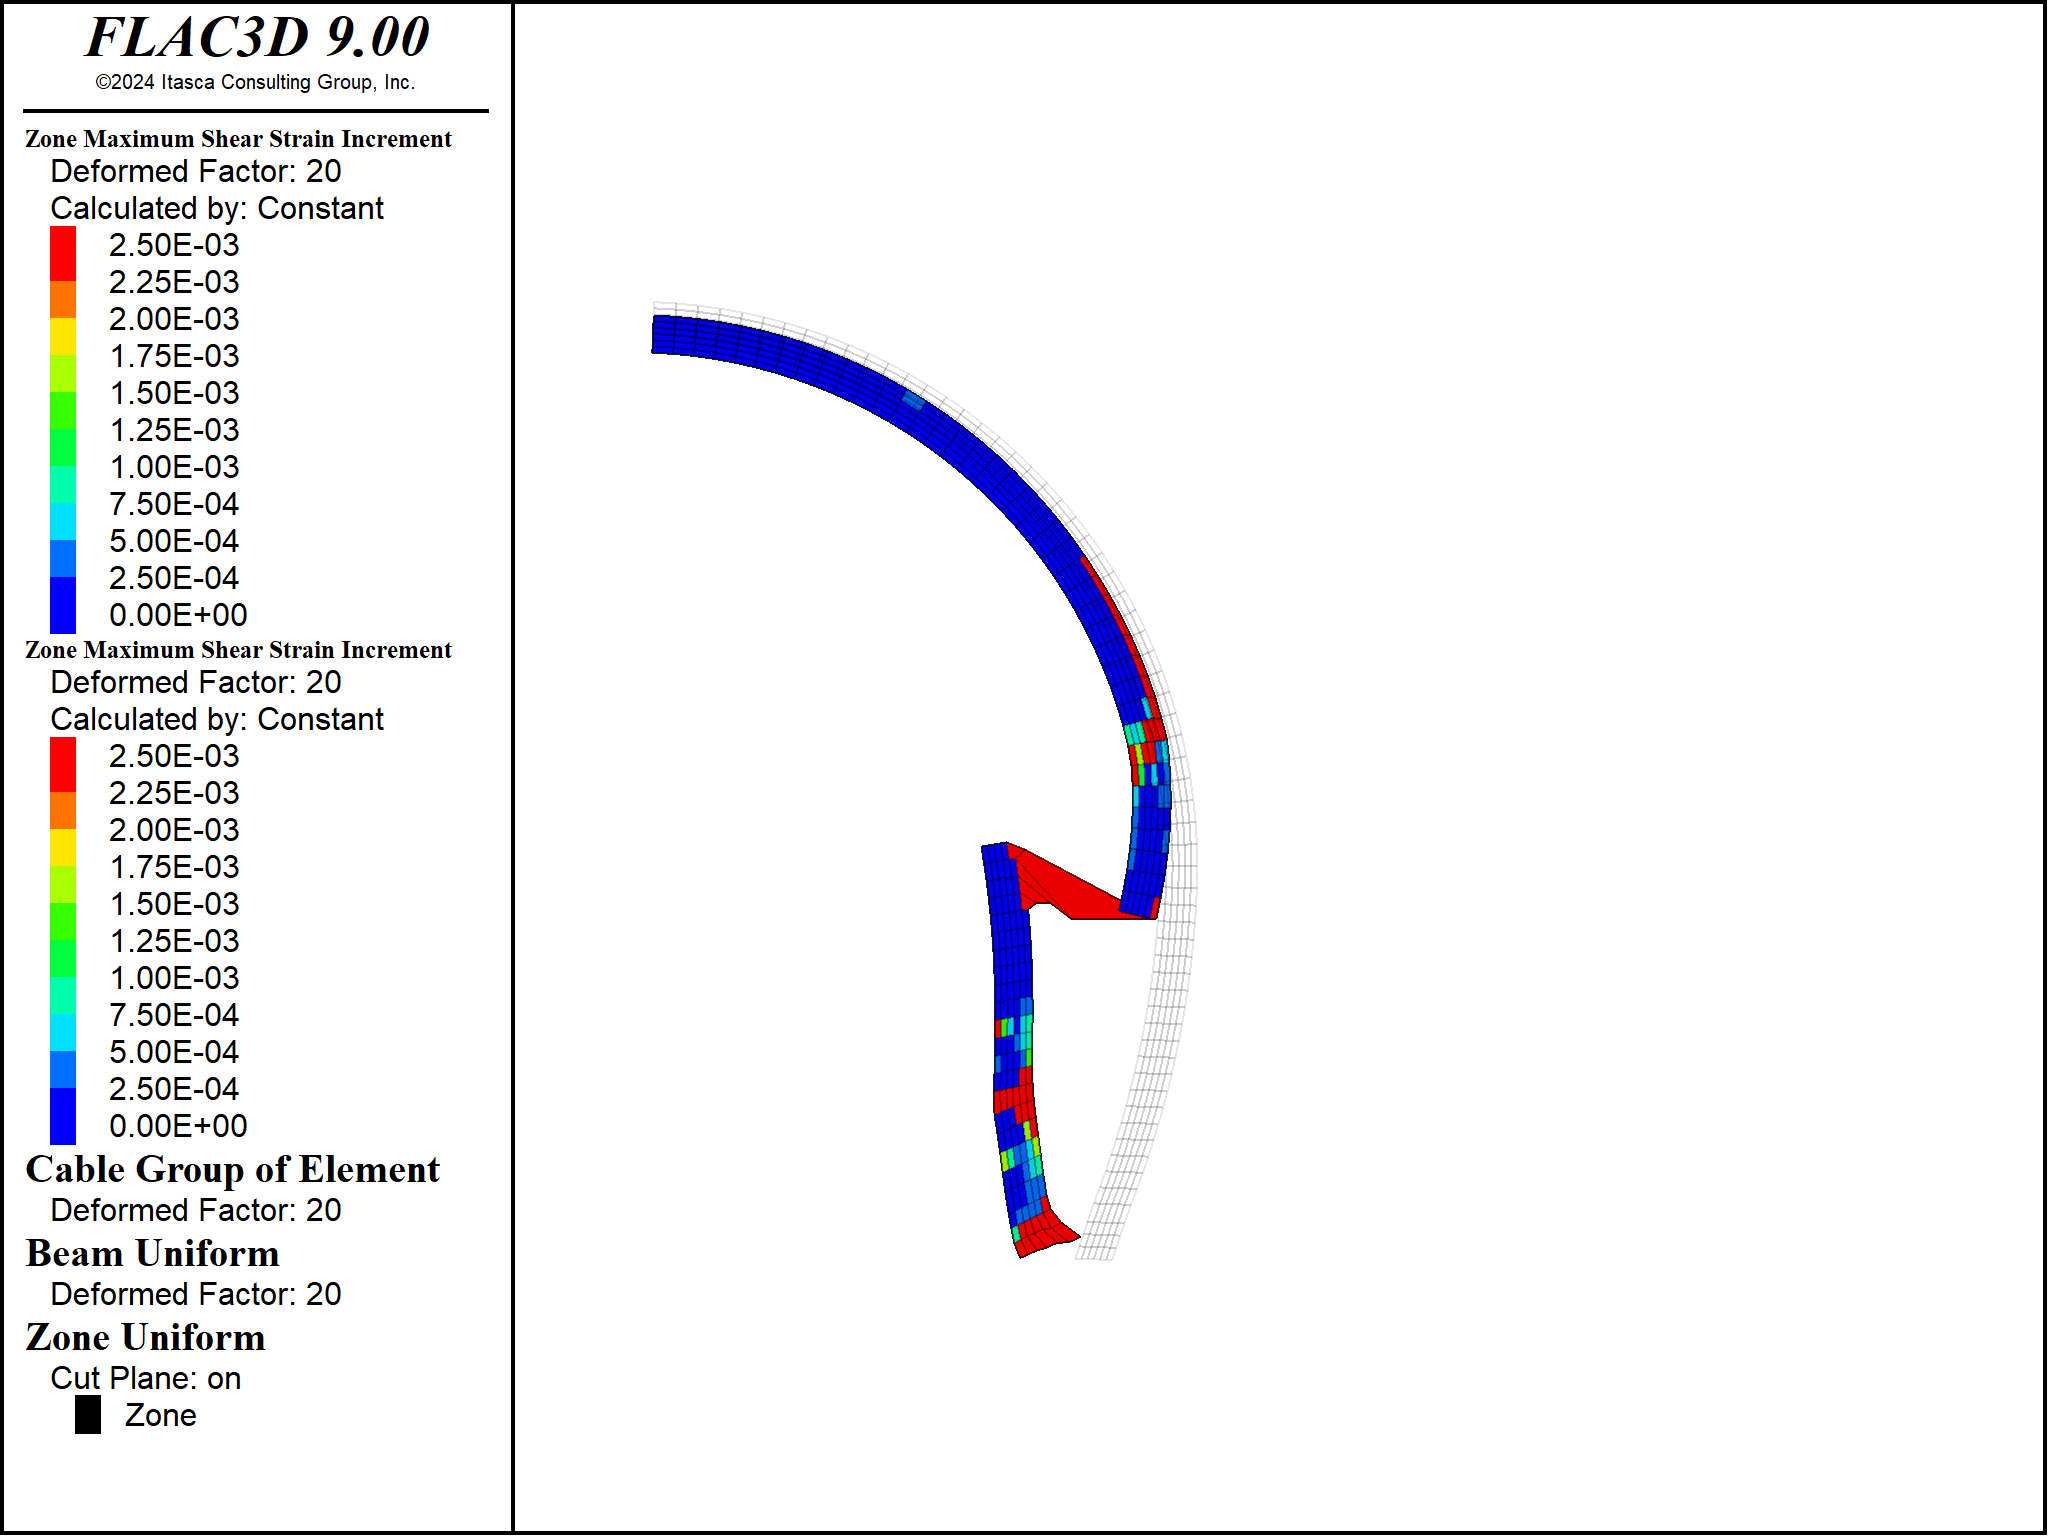 FLAC3D 9.00
©2024 Itasca Consulting Group, Inc.
Zone Maximum Shear Strain Increment
Deformed Factor: 20
Calculated by: Constant
2.50E-03
2.25E-03
2.00E-03
1.75E-03
1.50E-03
1.25E-03
1.00E-03
7.50E-04
5.00E-04
2.50E-04
0.00E+00
Zone Maximum Shear Strain Increment
Deformed Factor: 20
Calculated by: Constant
2.50E-03
2.25E-03
2.00E-03
1.75E-03
1.50E-03
1.25E-03
1.00E-03
7.50E-04
5.00E-04
2.50E-04
0.00E+00
Cable Group of Element
Deformed Factor: 20
Beam Uniform
Deformed Factor: 20
Zone Uniform
Cut Plane: on
Zone